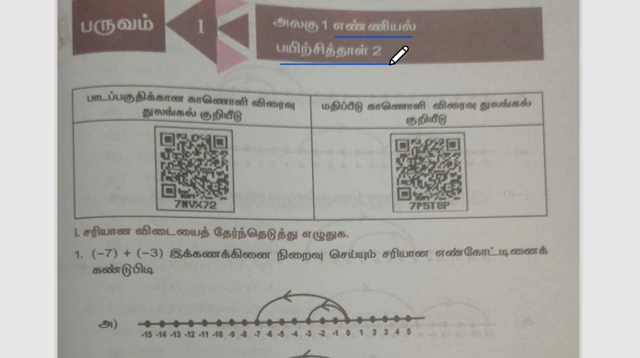 பருவம்
1
அலகு 1 எண்ணியல்
பயிற்சித்தாள் 2
பாடப்பகுதிக்கான காணொளி விரைவு
துலங்கல் குறியீடு
மதிப்பீடு காணொளி விரைவு துலங்கல்
குறியீடு
7NVX72
7P5T8P
I. சரியான விடையைத் தேர்ந்தெடுத்து எழுதுக.
1. (−7) + (−3) இக்கணக்கினை நிறைவு செய்யும் சரியான எண்கோட்டினைக்
கண்டுபிடி
அ)
-15 -14 -13 -12 -11 -10 -9 -8 -7 -6 -5 -4 -3 -2 -1 0 1 2 3 4 5